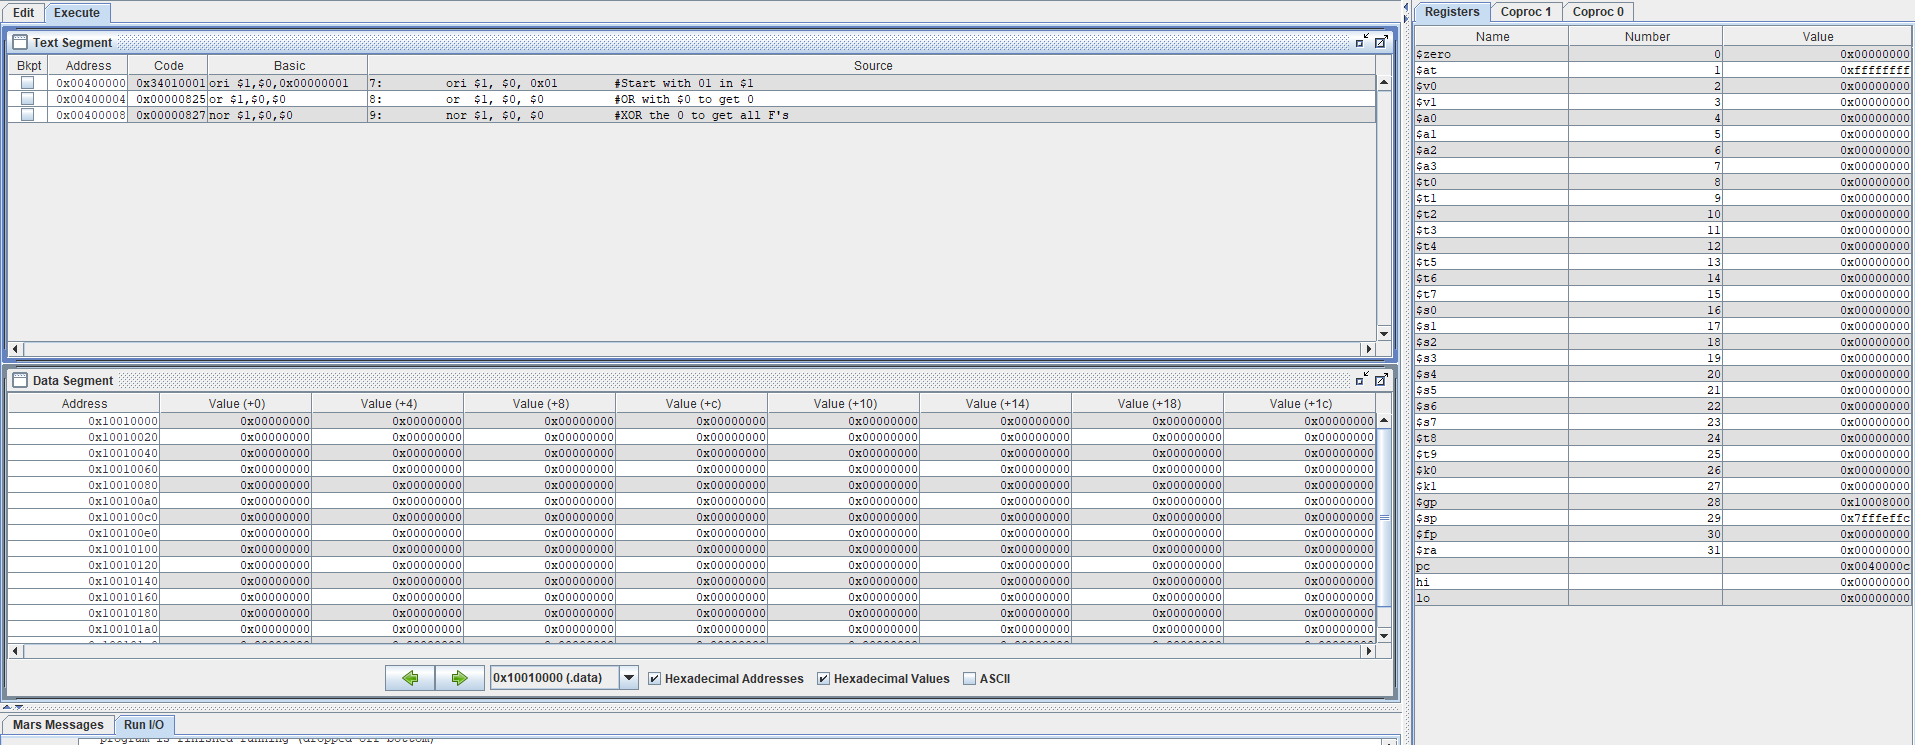 Edit Execute
Text Segment
Bkpt Address Code Basic Source
0x00400000 0x34010001 ori $1,$0,0x00000001 7: ori $1, $0, 0x01 #Start with 01 in $1
0x00400004 0x00000825 or $1,$0,$0 8: or $1, $0, $0 #OR with $0 to get 0
0x00400008 0x00000827 nor $1,$0,$0 9: nor $1, $0, $0 #XOR the 0 to get all F's
Data Segment
Address Value (+0) Value (+4) Value (+8) Value (+c) Value (+10) Value (+14) Value (+18) Value (+1c)
0x10010000 0x00000000 0x00000000 0x00000000 0x00000000 0x00000000 0x00000000 0x00000000 0x00000000
0x10010020 0x00000000 0x00000000 0x00000000 0x00000000 0x00000000 0x00000000 0x00000000 0x00000000
0x10010040 0x00000000 0x00000000 0x00000000 0x00000000 0x00000000 0x00000000 0x00000000 0x00000000
0x10010060 0x00000000 0x00000000 0x00000000 0x00000000 0x00000000 0x00000000 0x00000000 0x00000000
0x10010080 0x00000000 0x00000000 0x00000000 0x00000000 0x00000000 0x00000000 0x00000000 0x00000000
0x100100a0 0x00000000 0x00000000 0x00000000 0x00000000 0x00000000 0x00000000 0x00000000 0x00000000
0x100100c0 0x00000000 0x00000000 0x00000000 0x00000000 0x00000000 0x00000000 0x00000000 0x00000000
0x100100e0 0x00000000 0x00000000 0x00000000 0x00000000 0x00000000 0x00000000 0x00000000 0x00000000
0x10010100 0x00000000 0x00000000 0x00000000 0x00000000 0x00000000 0x00000000 0x00000000 0x00000000
0x10010120 0x00000000 0x00000000 0x00000000 0x00000000 0x00000000 0x00000000 0x00000000 0x00000000
0x10010140 0x00000000 0x00000000 0x00000000 0x00000000 0x00000000 0x00000000 0x00000000 0x00000000
0x10010160 0x00000000 0x00000000 0x00000000 0x00000000 0x00000000 0x00000000 0x00000000 0x00000000
0x10010180 0x00000000 0x00000000 0x00000000 0x00000000 0x00000000 0x00000000 0x00000000 0x00000000
0x100101a0 0x00000000 0x00000000 0x00000000 0x00000000 0x00000000 0x00000000 0x00000000 0x00000000
0x10010000 (.data) Hexadecimal Addresses Hexadecimal Values ASCII
Mars Messages Run I/O
program is finished running (dropped off bottom)
Registers Coproc 1 Coproc 0
Name Number Value
$zero 0 0x00000000
$at 1 0xffffffff
$v0 2 0x00000000
$v1 3 0x00000000
$a0 4 0x00000000
$a1 5 0x00000000
$a2 6 0x00000000
$a3 7 0x00000000
$t0 8 0x00000000
$t1 9 0x00000000
$t2 10 0x00000000
$t3 11 0x00000000
$t4 12 0x00000000
$t5 13 0x00000000
$t6 14 0x00000000
$t7 15 0x00000000
$s0 16 0x00000000
$s1 17 0x00000000
$s2 18 0x00000000
$s3 19 0x00000000
$s4 20 0x00000000
$s5 21 0x00000000
$s6 22 0x00000000
$s7 23 0x00000000
$t8 24 0x00000000
$t9 25 0x00000000
$k0 26 0x00000000
$k1 27 0x00000000
$gp 28 0x10008000
$sp 29 0x7fffeffc
$fp 30 0x00000000
$ra 31 0x00000000
pc 0x0040000c
hi 0x00000000
lo 0x00000000